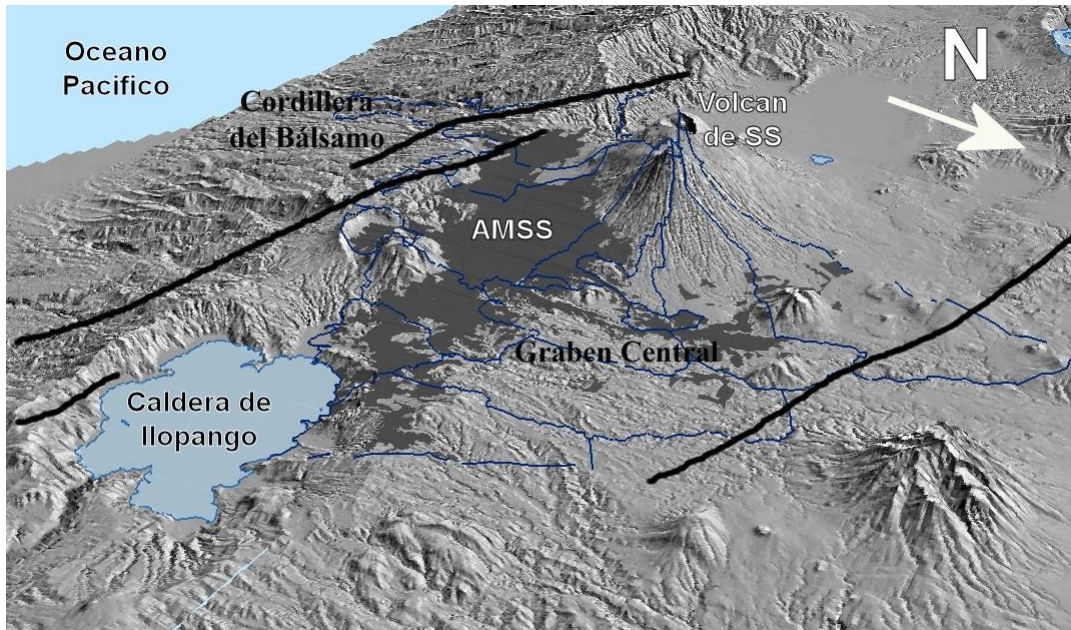 Oceano
Pacifico
N
Cordillera
del Bálsamo
Volcan
de SS
AMSS
Graben Central
Caldera de
Ilopango